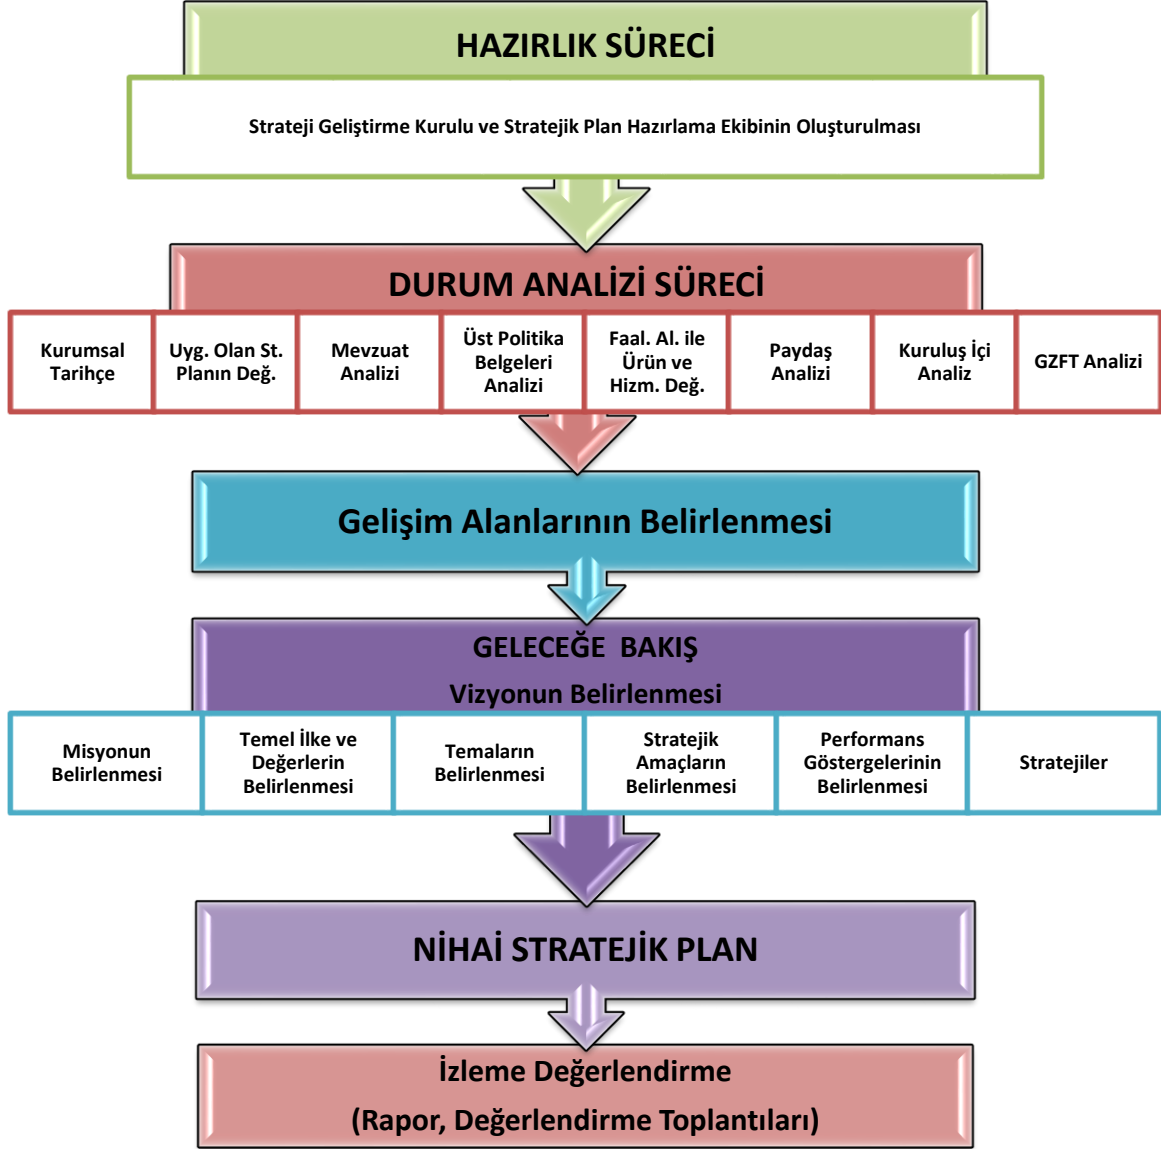 HAZIRLIK SÜRECİ
Strateji Geliştirme Kurulu ve Stratejik Plan Hazırlama Ekibinin Oluşturulması
DURUM ANALİZİ SÜRECİ
Kurumsal
Tarihçe
Uyg. Olan St.
Planın Değ.
Mevzuat
Analizi
Üst Politika
Belgeleri
Analizi
Faal. Al. ile
Ürün ve
Hizm. Değ.
Paydaş
Analizi
Kuruluş İçi
Analiz
GZFT Analizi
Gelişim Alanlarının Belirlenmesi
GELECEĞE BAKIŞ
Vizyonun Belirlenmesi
Misyonun
Belirlenmesi
Temel İlke ve
Değerlerin
Belirlenmesi
Temaların
Belirlenmesi
Stratejik
Amaçların
Belirlenmesi
Performans
Göstergelerinin
Belirlenmesi
Stratejiler
NİHAİ STRATEJİK PLAN
İzleme Değerlendirme
(Rapor, Değerlendirme Toplantıları)